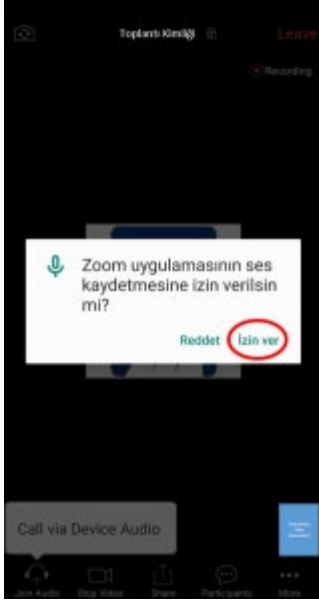 Toplantı Kimliği
Leave
Recording
Zoom uygulamasının ses
kaydetmesine izin verilsin
mi?
Reddet
İzin ver
Call via Device Audio
Join Audio
Stop Video
Share
Participants
More